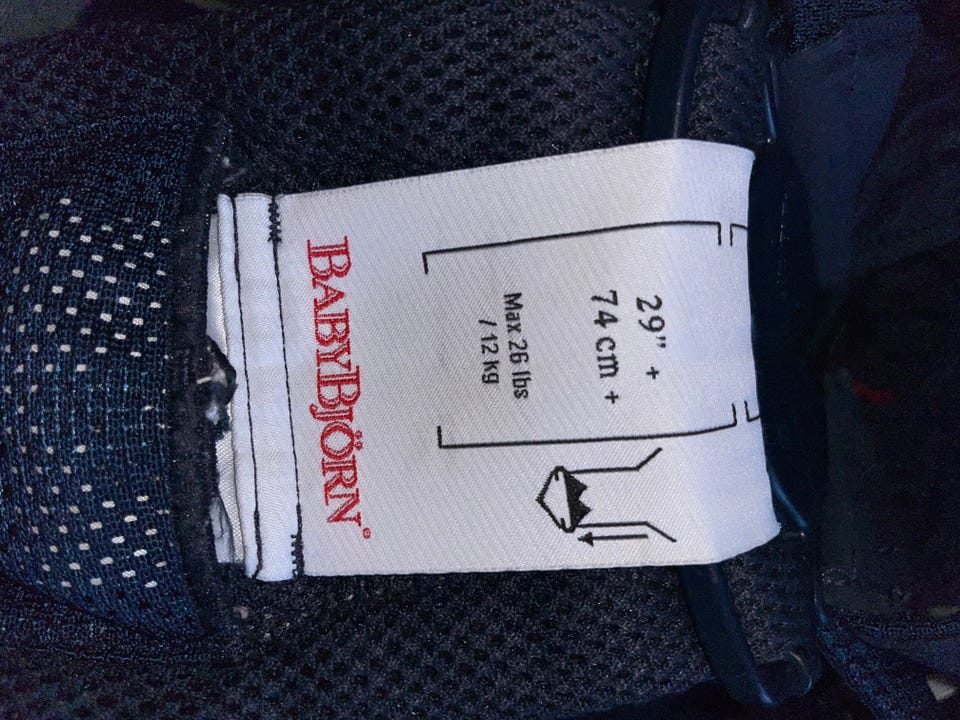 29" +
74 cm +
Max 26 lbs
/ 12 kg
BABYBJÖRN®